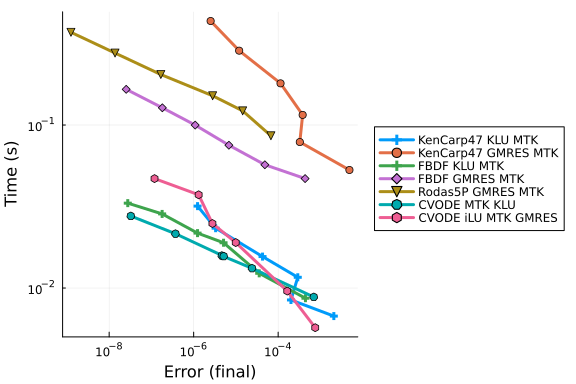 10⁻¹
10⁻²
Time (s)
10⁻⁸ 10⁻⁶ 10⁻⁴
Error (final)
KenCarp47 KLU MTK
KenCarp47 GMRES MTK
FBDF KLU MTK
FBDF GMRES MTK
Rodas5P GMRES MTK
CVODE MTK KLU
CVODE iLU MTK GMRES